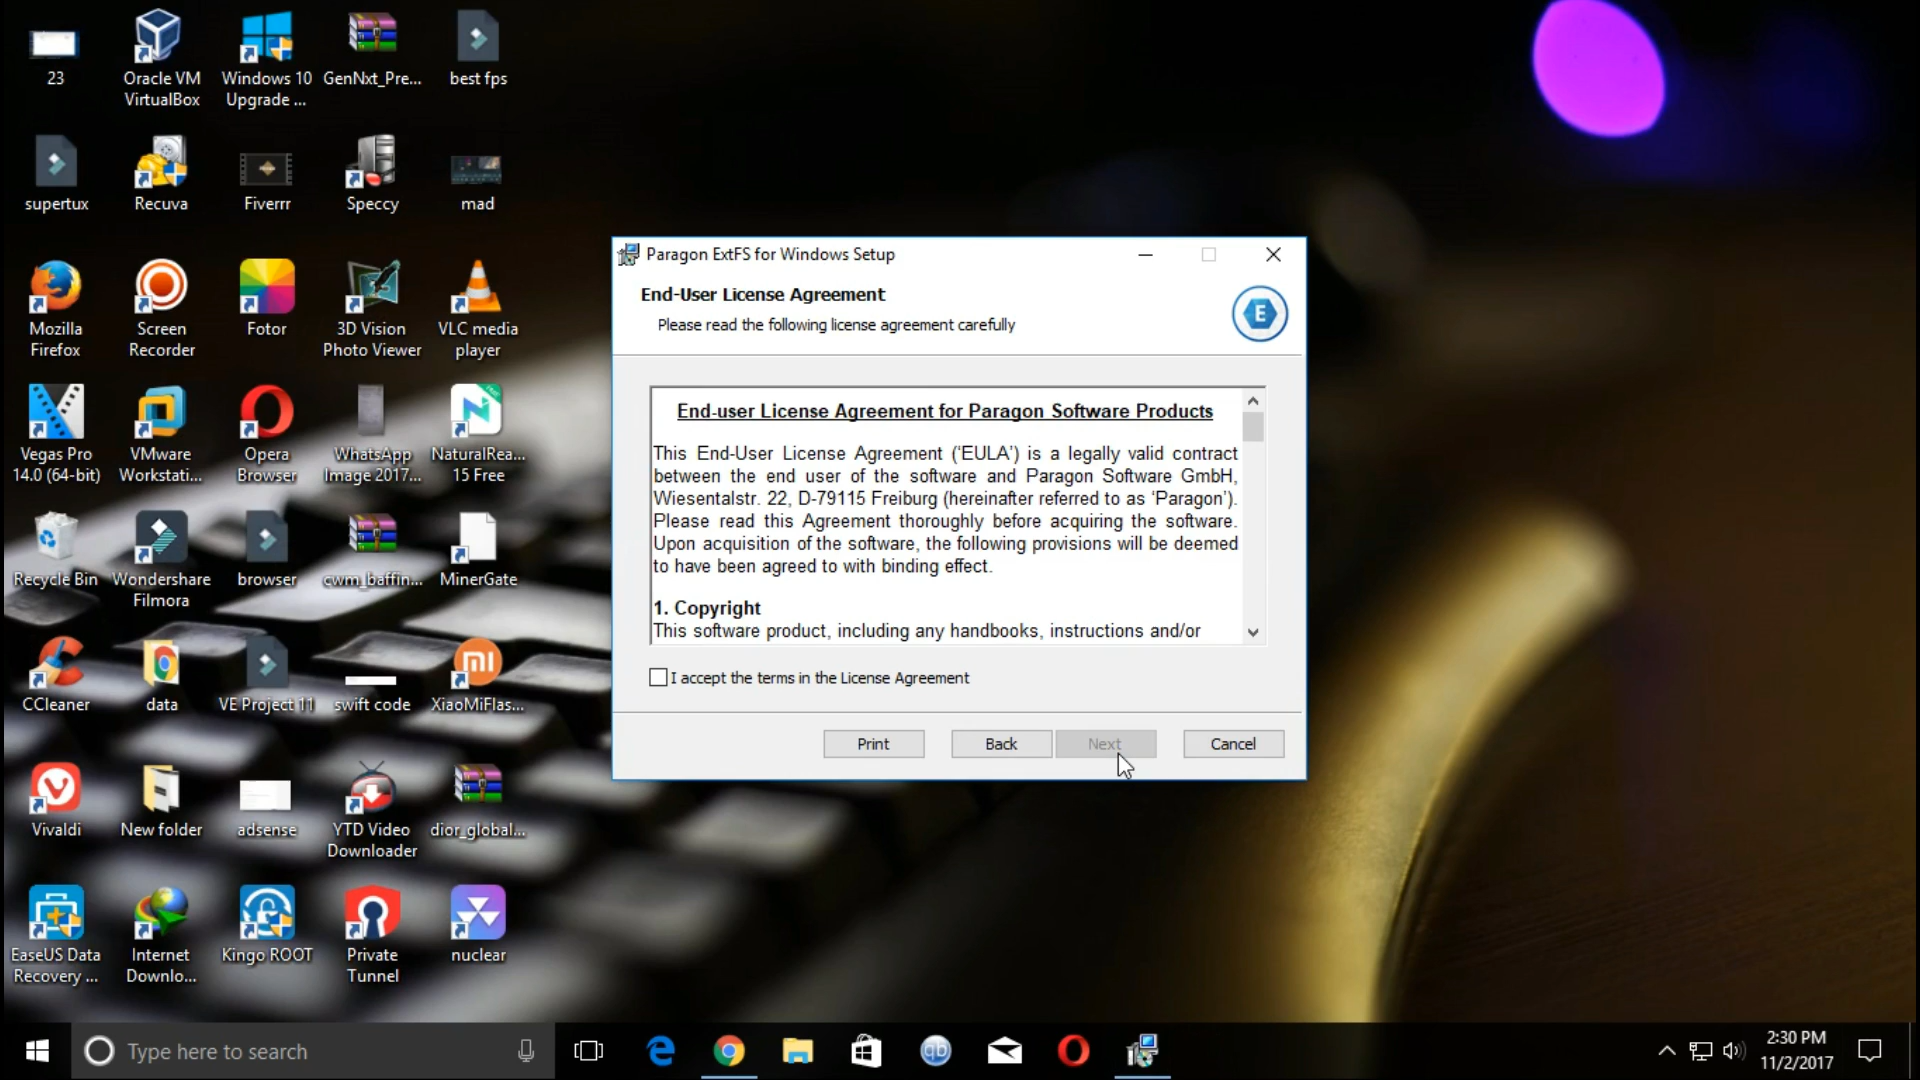 23
Oracle VM
VirtualBox
Windows 10
Upgrade ...
GenNxt_Pre...
best fps
supertux
Recuva
Fiverrr
Speccy
mad
Mozilla
Firefox
Screen
Recorder
Fotor
3D Vision
Photo Viewer
VLC media
player
Vegas Pro
14.0 (64-bit)
VMware
Workstati...
Opera
Browser
WhatsApp
Image 2017...
NaturalRea...
15 Free
Recycle Bin
Wondershare
Filmora
browser
cwm_baffin...
MinerGate
CCleaner
data
VE Project 11
swift code
XiaoMiFlas...
Vivaldi
New folder
adsense
YTD Video
Downloader
dior_global...
EaseUS Data
Recovery ...
Internet
Downlo...
Kingo ROOT
Private
Tunnel
nuclear
Paragon ExtFS for Windows Setup
End-User License Agreement
Please read the following license agreement carefully
E
End-user License Agreement for Paragon Software Products
This End-User License Agreement (‘EULA’) is a legally valid contract
between the end user of the software and Paragon Software GmbH,
Wiesentalstr. 22, D-79115 Freiburg (hereinafter referred to as ‘Paragon’).
Please read this Agreement thoroughly before acquiring the software.
Upon acquisition of the software, the following provisions will be deemed
to have been agreed to with binding effect.
1. Copyright
This software product, including any handbooks, instructions and/or
I accept the terms in the License Agreement
Print
Back
Next
Cancel
Type here to search
qb
2:30 PM
11/2/2017